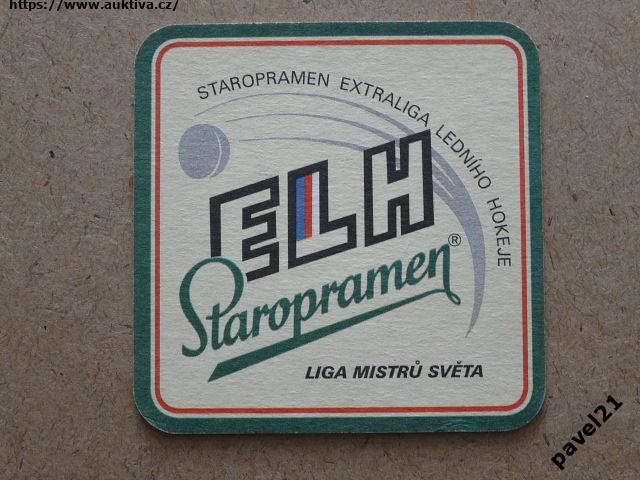 https://www.auktiva.cz/
STAROPRAMEN EXTRALIGA LEDNÍHO HOKEJE
ELH
Staropramen®
LIGA MISTRŮ SVĚTA
pavel21